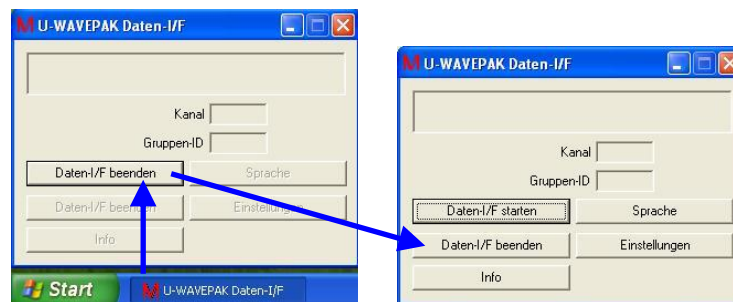 U-WAVEPAK Daten-I/F
Kanal
Gruppen-ID
Daten-I/F beenden Sprache
Daten-I/F beenden Einstellungen
Info
Start U-WAVEPAK Daten-I/F
U-WAVEPAK Daten-I/F
Kanal
Gruppen-ID
Daten-I/F starten Sprache
Daten-I/F beenden Einstellungen
Info